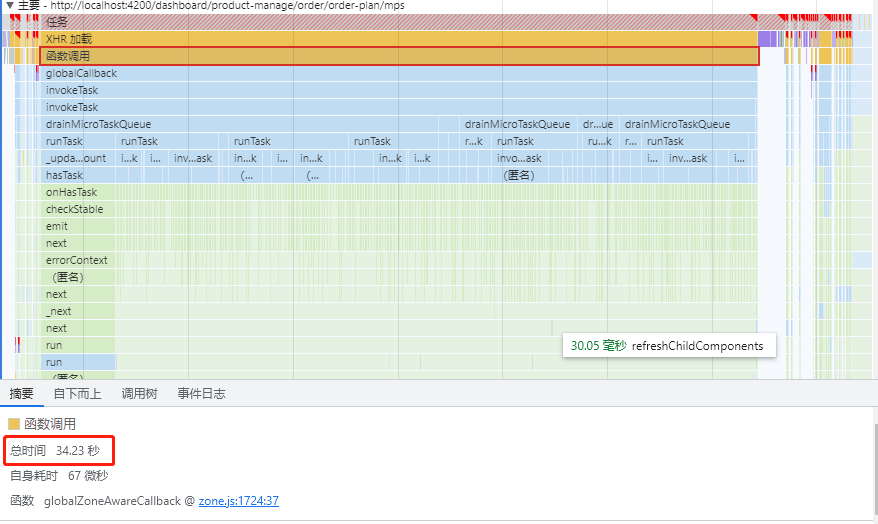 ▼ 主要 - http://localhost:4200/dashboard/product-manage/order/order-plan/mps
任务
XHR 加载
函数调用
globalCallback
invokeTask
invokeTask
drainMicroTaskQueue drainMicroTaskQueue dr...ue drainMicroTaskQueue
runTask runTask runTask runTask r...k runTask ru...k r... runTask
_upda...ount i...k i... inv...ask in...k i... in...k in...k i...k invo...ask i... inv...ask i...
hasTask (... (... (匿名)
onHasTask
checkStable
emit
next
errorContext
(匿名)
next
_next
next
run
30.05 毫秒 refreshChildComponents
run
(匿名)
摘要 自下而上 调用树 事件日志
函数调用
总时间 34.23 秒
自身耗时 67 微秒
函数 globalZoneAwareCallback @ zone.js:1724:37